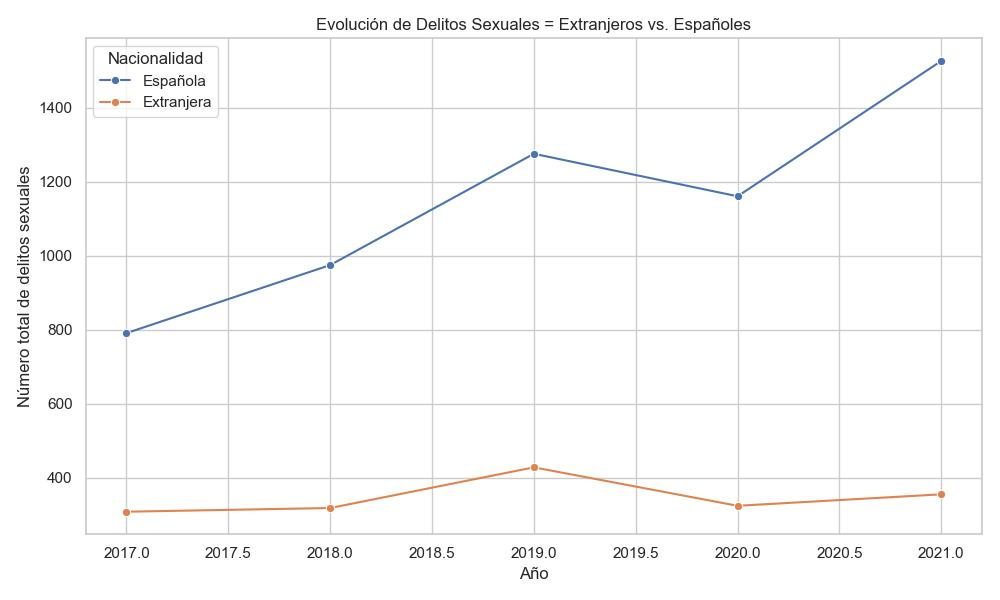 Evolución de Delitos Sexuales = Extranjeros vs. Españoles
Nacionalidad
Española
Extranjera
Número total de delitos sexuales
1400
1200
1000
800
600
400
2017.0 2017.5 2018.0 2018.5 2019.0 2019.5 2020.0 2020.5 2021.0
Año